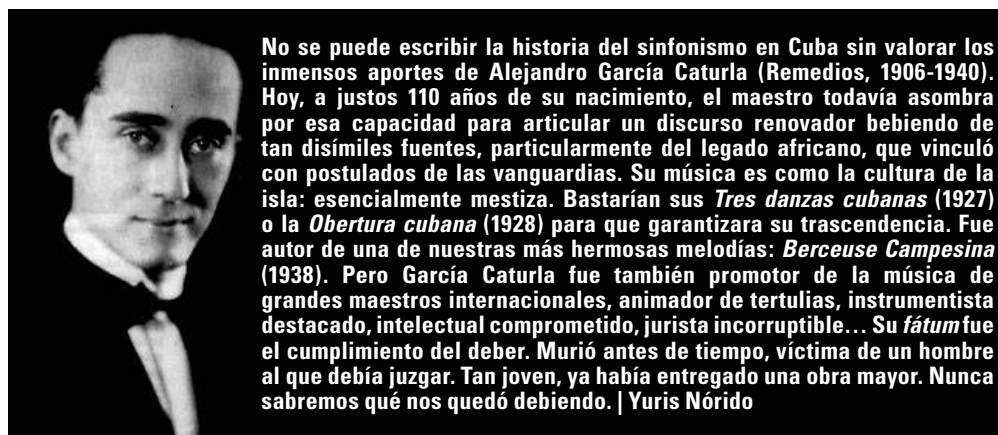 No se puede escribir la historia del sinfonismo en Cuba sin valorar los
inmensos aportes de Alejandro García Caturla (Remedios, 1906-1940).
Hoy, a justos 110 años de su nacimiento, el maestro todavía asombra
por esa capacidad para articular un discurso renovador bebiendo de
tan disímiles fuentes, particularmente del legado africano, que vinculó
con postulados de las vanguardias. Su música es como la cultura de la
isla: esencialmente mestiza. Bastarían sus Tres danzas cubanas (1927)
o la Obertura cubana (1928) para que garantizara su trascendencia. Fue
autor de una de nuestras más hermosas melodías: Berceuse Campesina
(1938). Pero García Caturla fue también promotor de la música de
grandes maestros internacionales, animador de tertulias, instrumentista
destacado, intelectual comprometido, jurista incorruptible… Su fátum fue
el cumplimiento del deber. Murió antes de tiempo, víctima de un hombre
al que debía juzgar. Tan joven, ya había entregado una obra mayor. Nunca
sabremos qué nos quedó debiendo. | Yuris Nórido